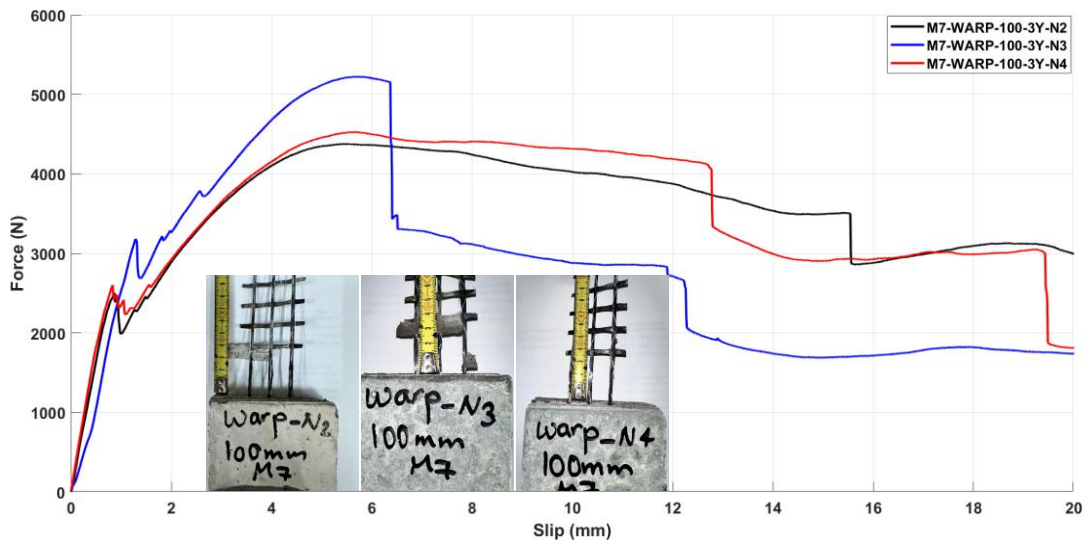 6000
5000
4000
3000
2000
1000
0
Force (N)
0 2 4 6 8 10 12 14 16 18 20
Slip (mm)
M7-WARP-100-3Y-N2
M7-WARP-100-3Y-N3
M7-WARP-100-3Y-N4
Warp-N2
100mm
M7
Warp-N3
100mm
M7
Warp-N4
100mm
M7